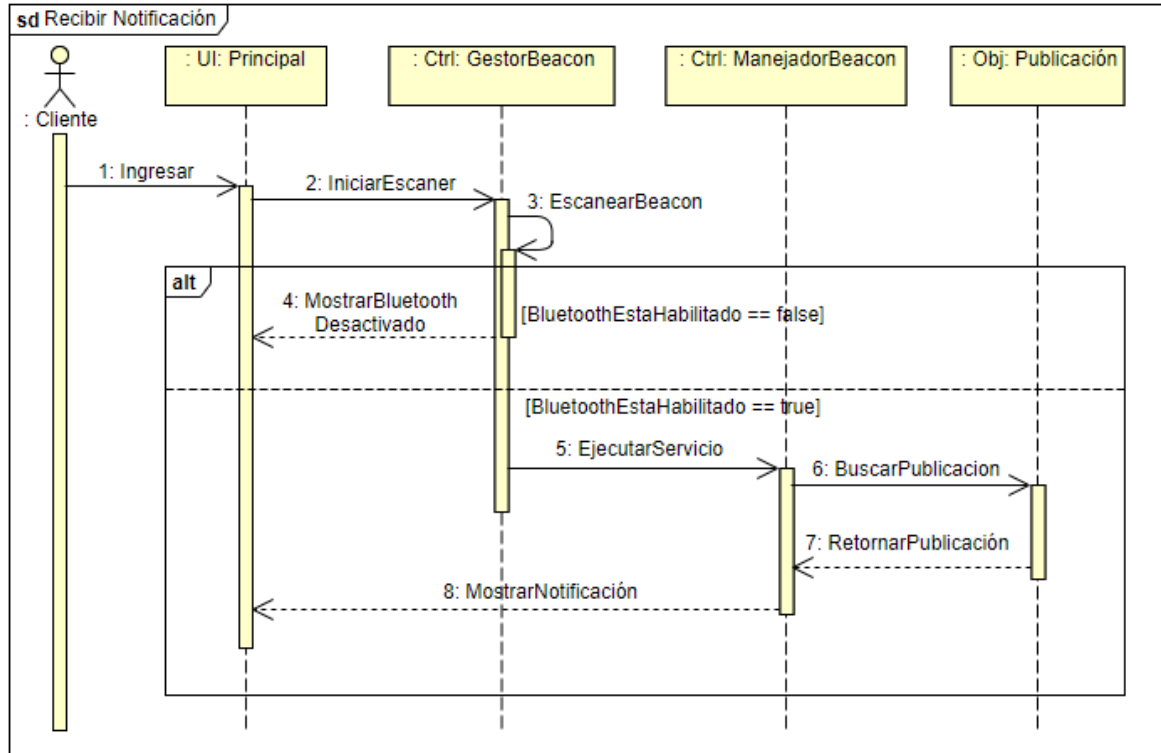 sd Recibir Notificación
: Cliente
: UI: Principal
: Ctrl: GestorBeacon
: Ctrl: ManejadorBeacon
: Obj: Publicación
1: Ingresar
2: IniciarEscaner
3: EscanearBeacon
alt
4: MostrarBluetooth
Desactivado
[BluetoothEstaHabilitado == false]
[BluetoothEstaHabilitado == true]
5: EjecutarServicio
6: BuscarPublicacion
7: RetornarPublicación
8: MostrarNotificación